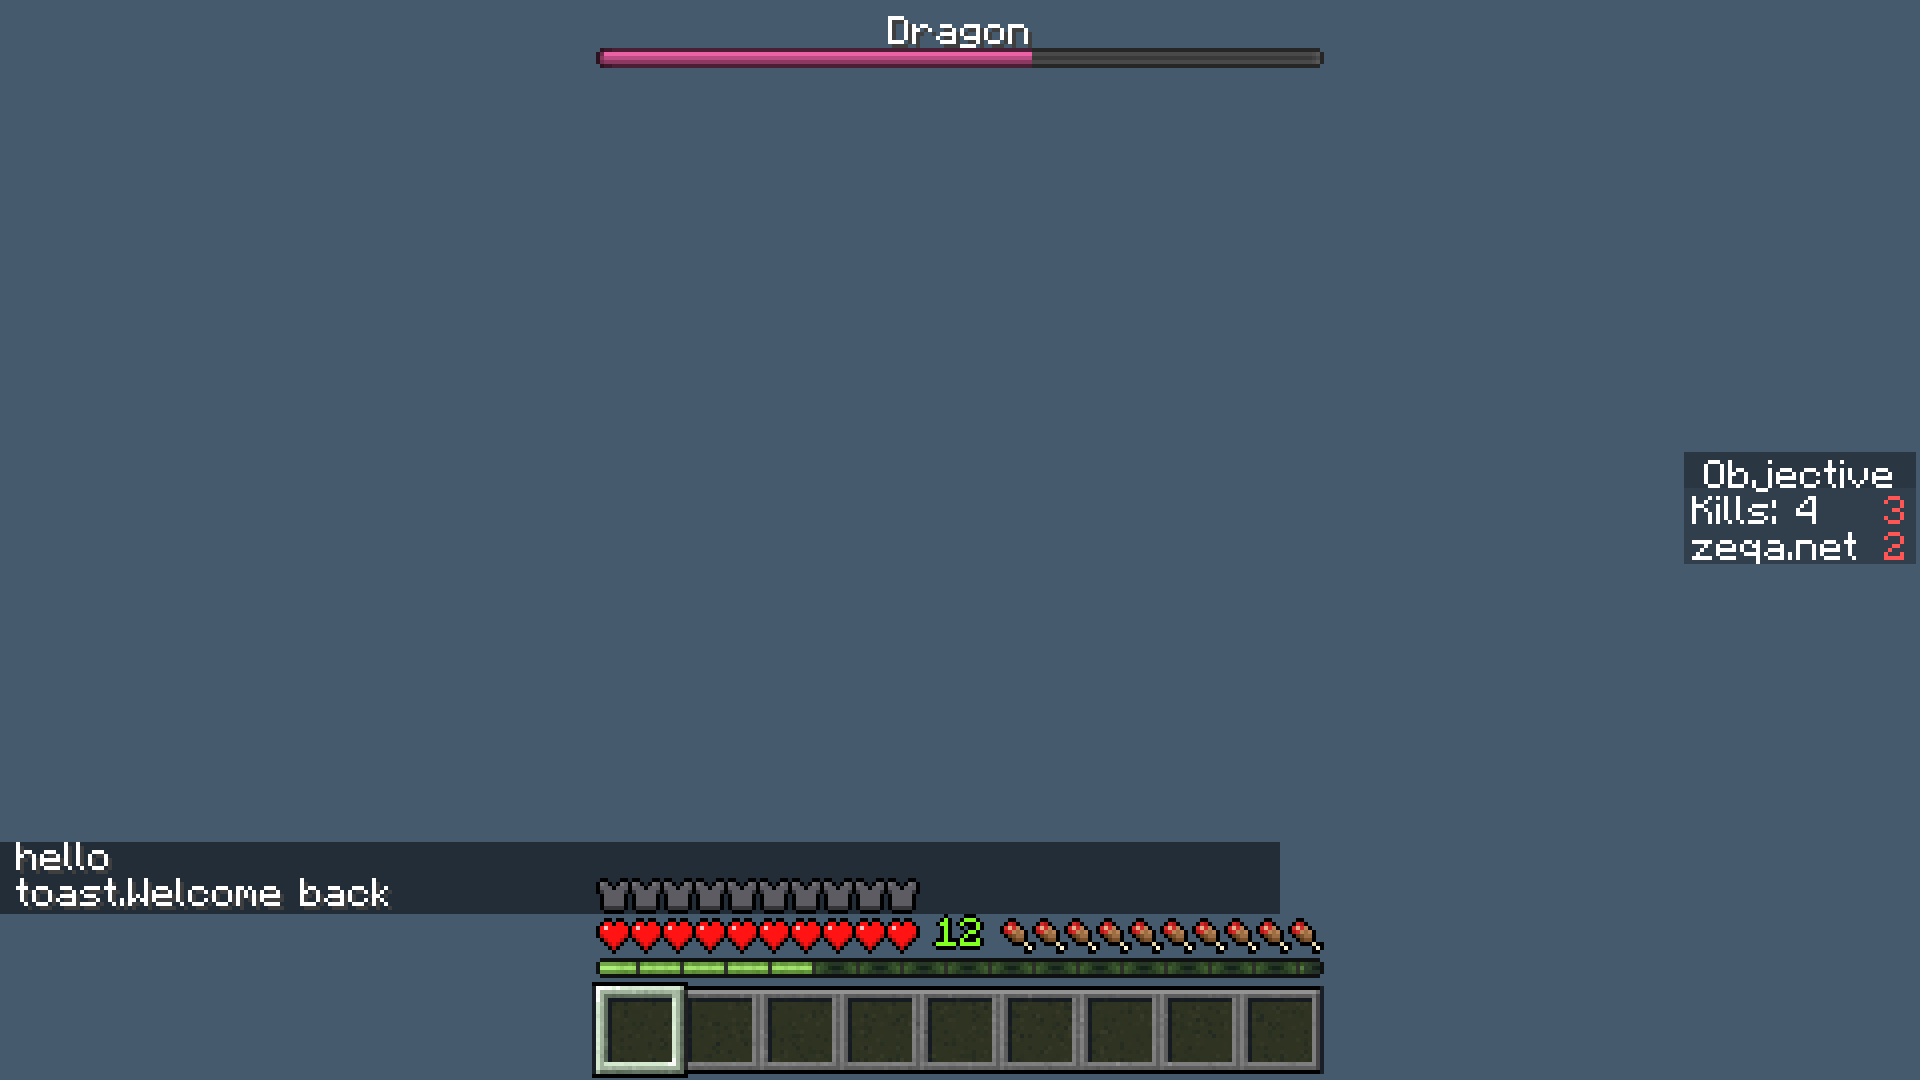 Dragon
Objective
Kills: 4 3
zeqa.net 2
hello
toast.Welcome back
12